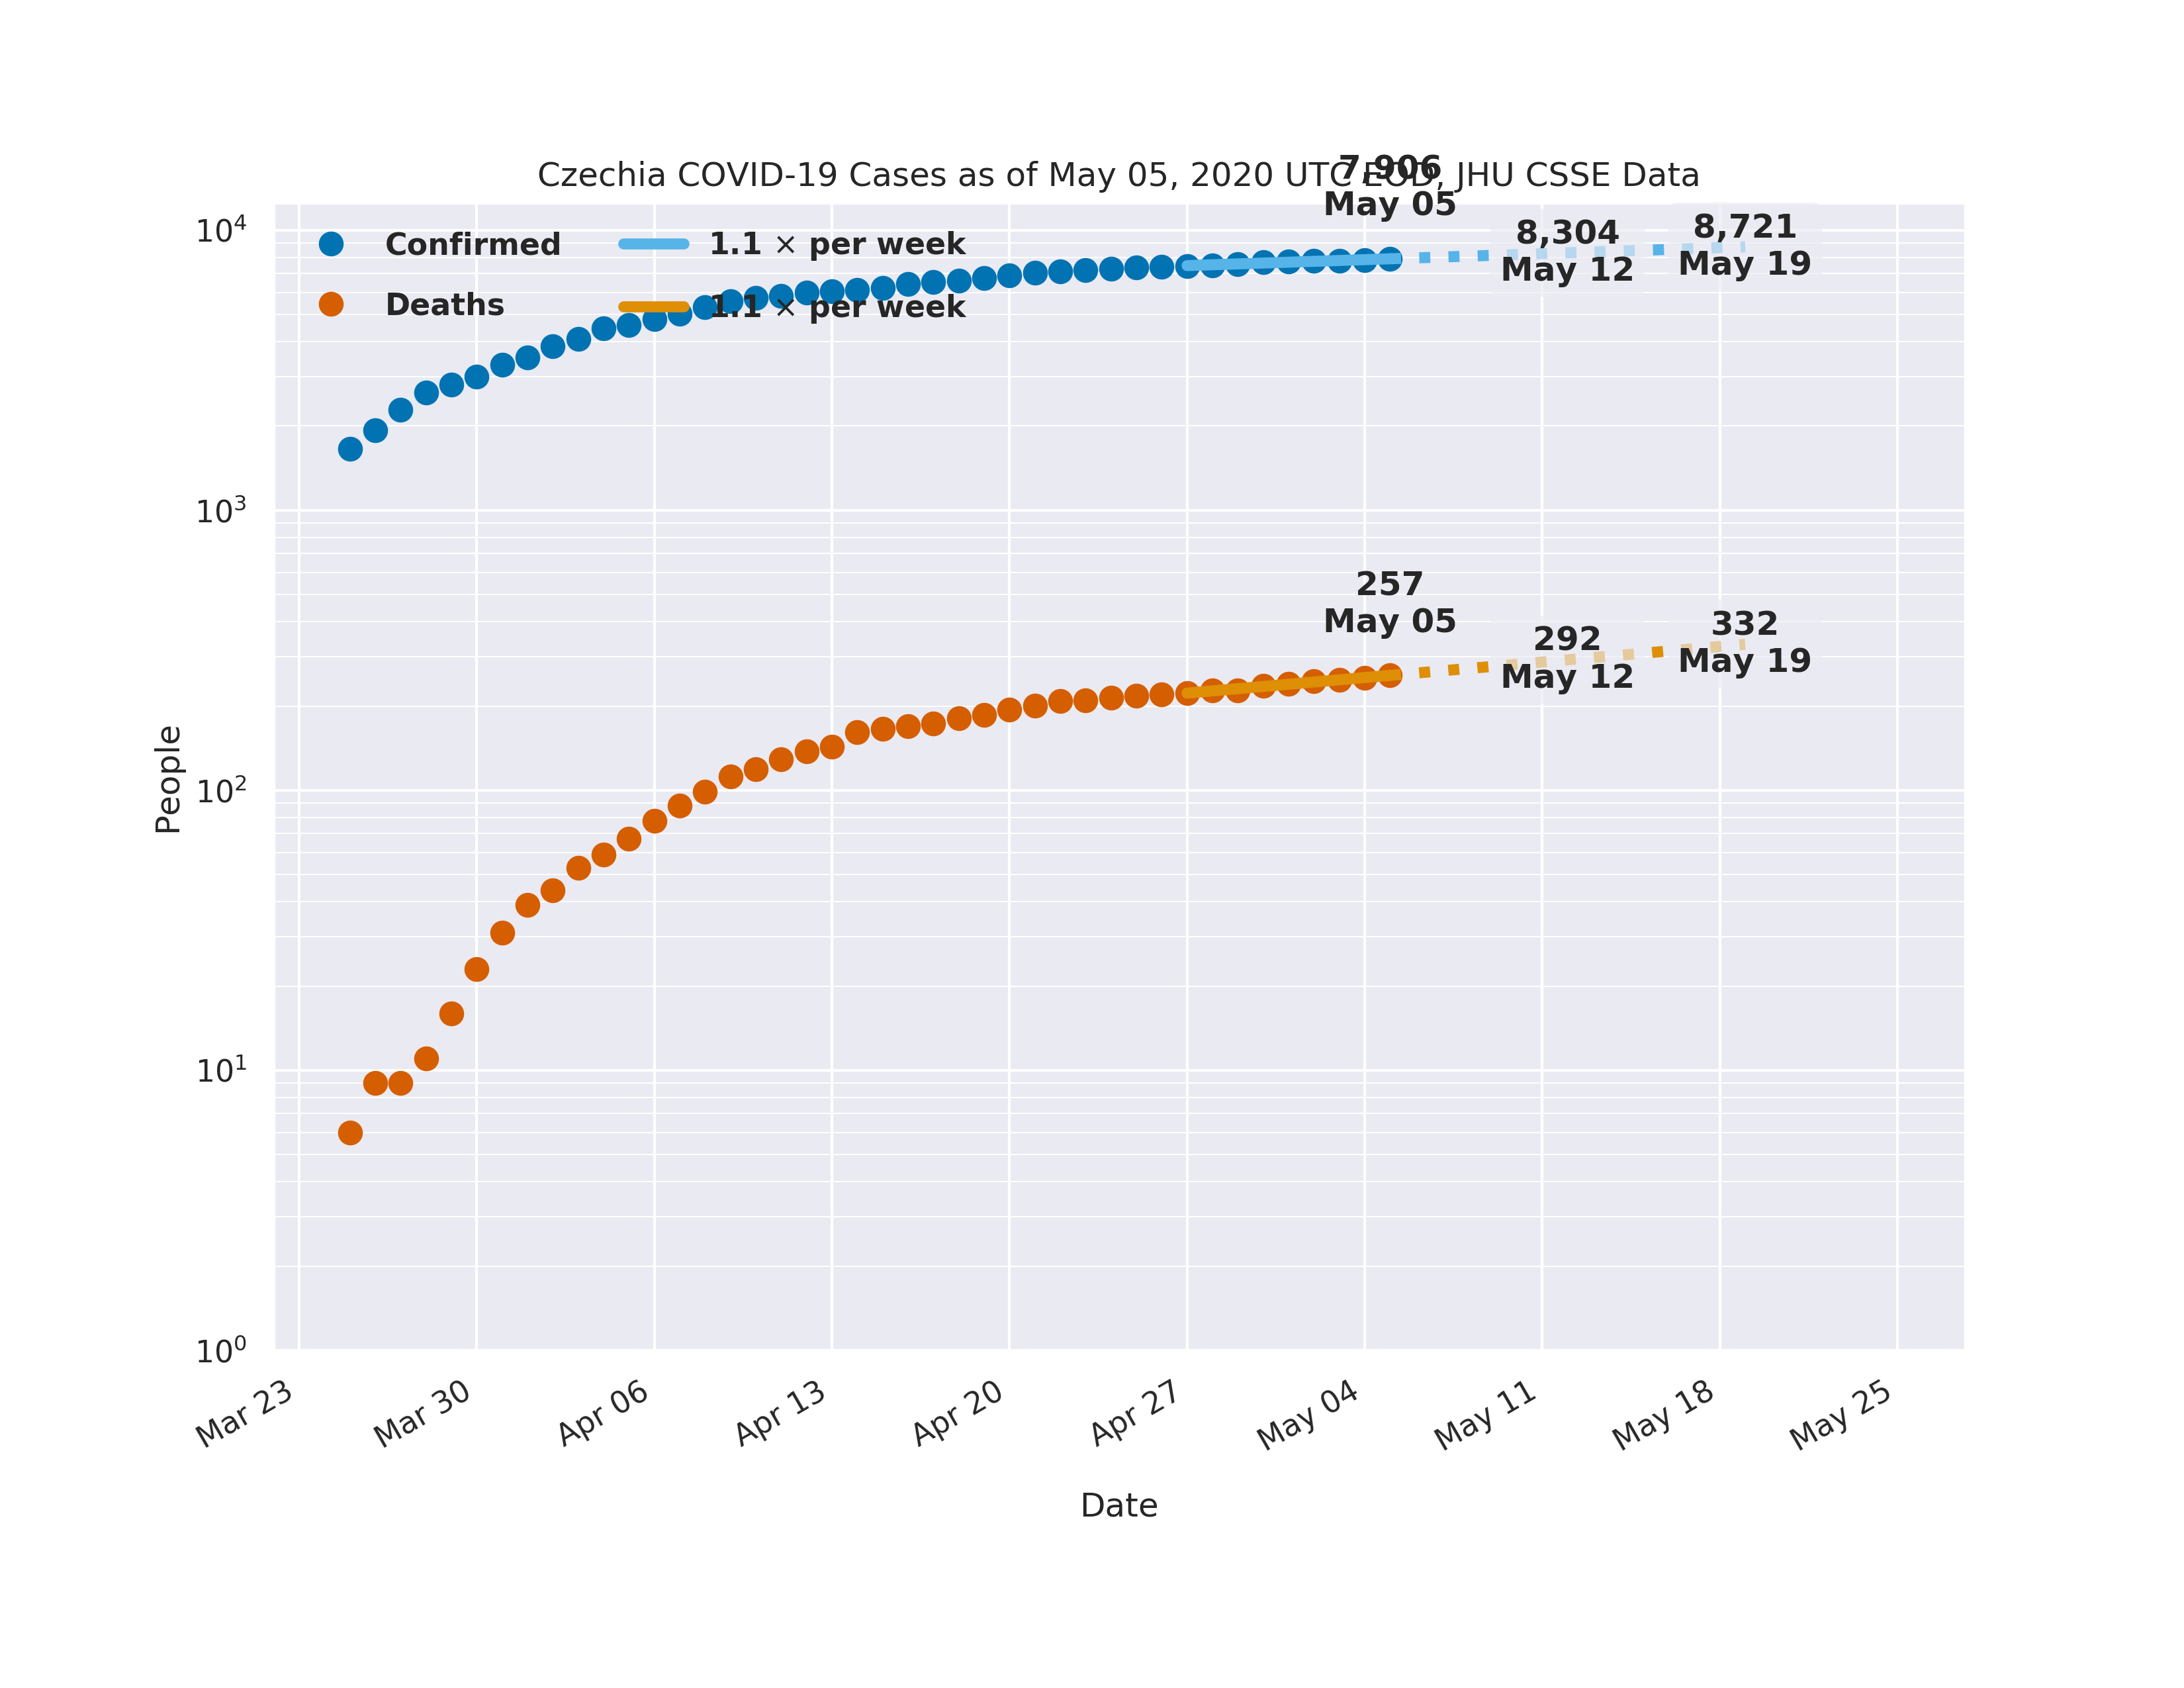 Czechia COVID-19 Cases as of May 05, 2020 UTC EOD, JHU CSSE Data
7,906
May 05
8,304
May 12
8,721
May 19
Confirmed
1.1 × per week
Deaths
1.1 × per week
257
May 05
292
May 12
332
May 19
People
10⁴
10³
10²
10¹
10⁰
Mar 23
Mar 30
Apr 06
Apr 13
Apr 20
Apr 27
May 04
May 11
May 18
May 25
Date